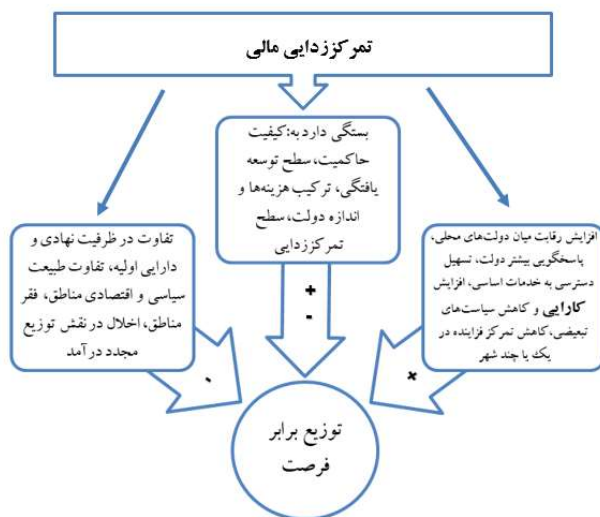 تمرکززدایی مالی
افزایش رقابت میان دولت‌های محلی،
پاسخگویی بیشتر دولت، تسهیل
دسترسی به خدمات اساسی، افزایش
کارایی و کاهش سیاست‌های
تبعیضی، کاهش تمرکز فزاینده در
یک یا چند شهر
+
بستگی دارد به: کیفیت
حاکمیت، سطح توسعه
یافتگی، ترکیب هزینه‌ها و
اندازه دولت، سطح
تمرکززدایی
+
-
تفاوت در ظرفیت نهادی و
دارایی اولیه، تفاوت طبیعت
سیاسی و اقتصادی مناطق، فقر
مناطق، اخلال در نقش توزیع
مجدد درآمد
-
توزیع برابر
فرصت